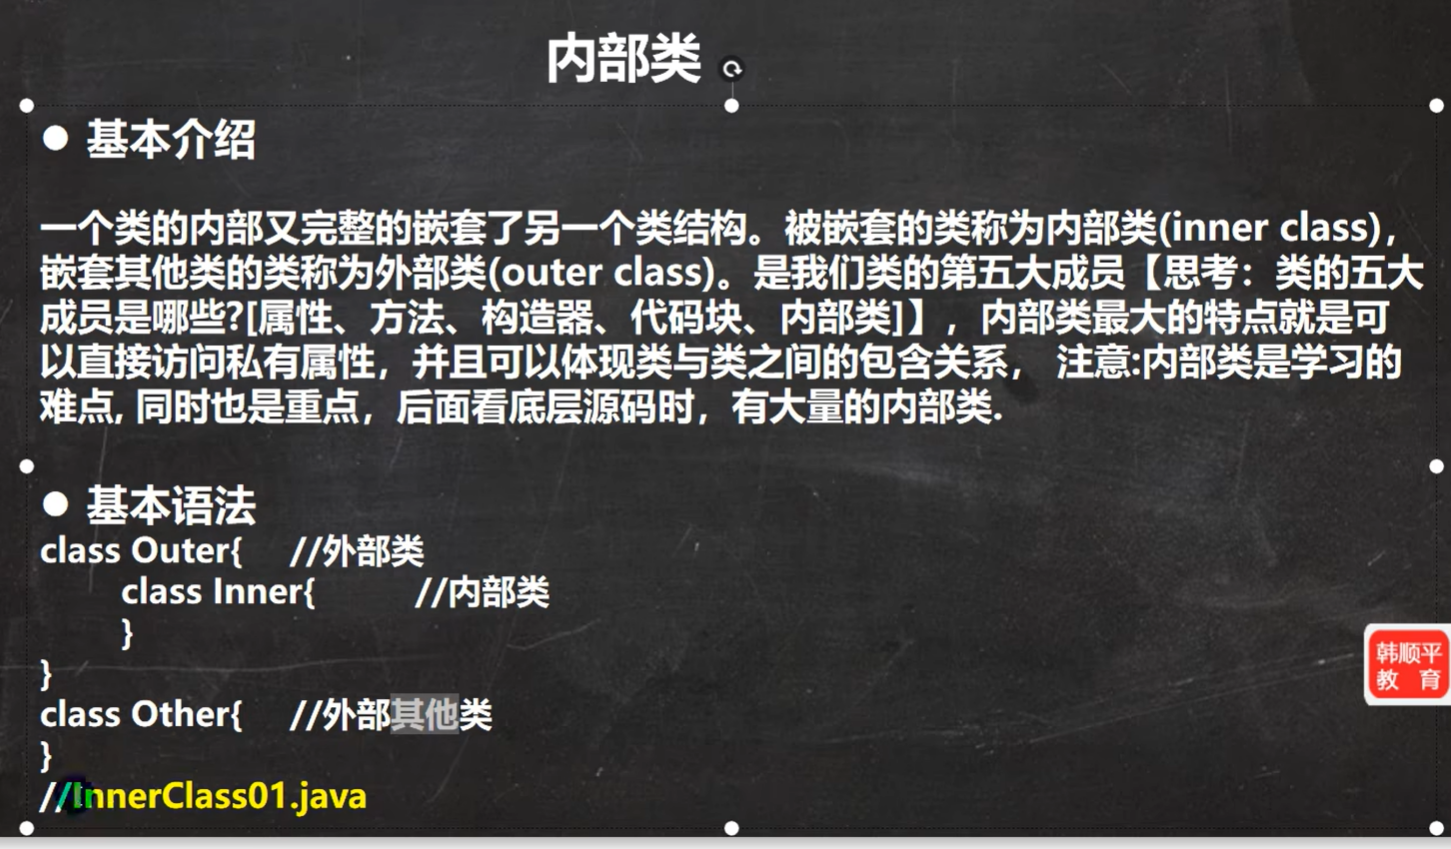 内部类
● 基本介绍
一个类的内部又完整的嵌套了另一个类结构。被嵌套的类称为内部类(inner class)，
嵌套其他类的类称为外部类(outer class)。是我们类的第五大成员【思考：类的五大
成员是哪些?[属性、方法、构造器、代码块、内部类]】，内部类最大的特点就是可
以直接访问私有属性，并且可以体现类与类之间的包含关系， 注意:内部类是学习的
难点, 同时也是重点，后面看底层源码时，有大量的内部类.
● 基本语法
class Outer{ //外部类
class Inner{ //内部类
}
}
class Other{ //外部其他类
}
//InnerClass01.java
韩顺平
教 育